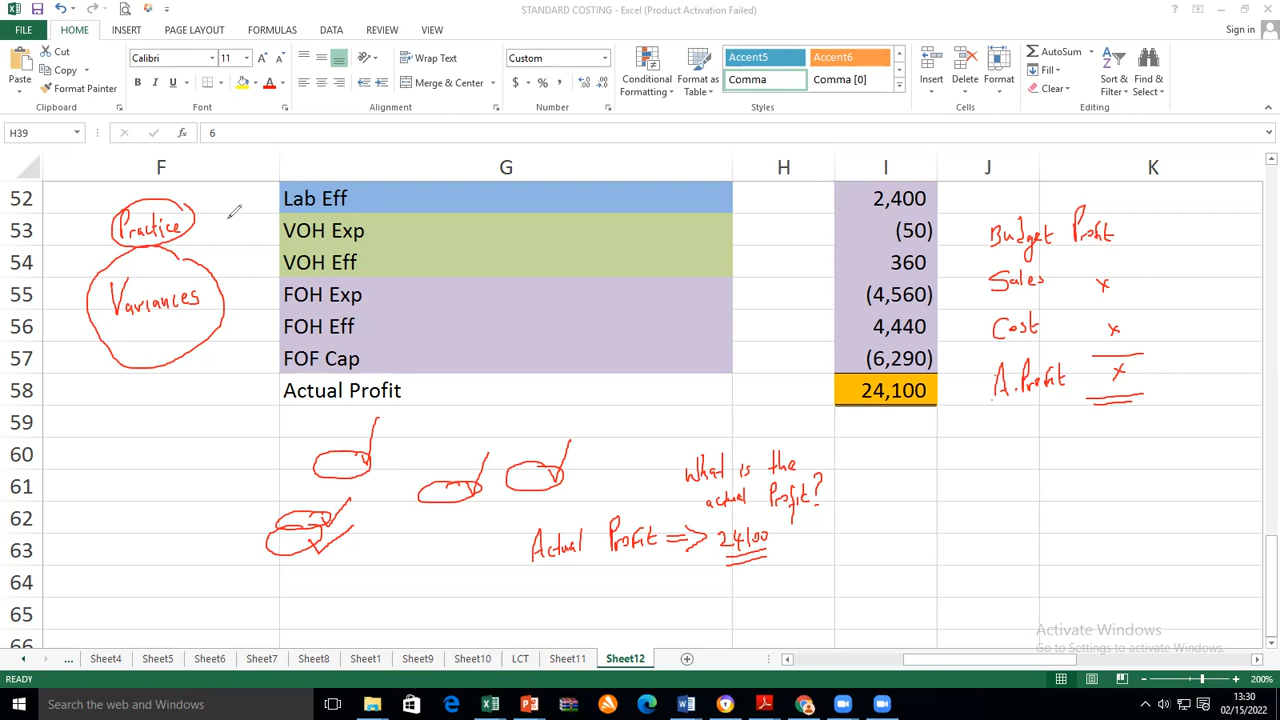 STANDARD COSTING - Excel (Product Activation Failed)
FILE HOME INSERT PAGE LAYOUT FORMULAS DATA REVIEW VIEW Sign in
Paste
Cut
Copy
Format Painter
Clipboard
Calibri 11
B I U
Font
Wrap Text
Merge & Center
Alignment
Custom
$ % ,
Number
Conditional Formatting
Format as Table
Accent5 Accent6
Comma Comma [0]
Styles
Insert Delete Format
Cells
AutoSum
Fill
Clear
Sort & Filter
Find & Select
Editing
H39 fx 6
F G H I J K
52 Lab Eff 2,400
53 VOH Exp (50)
54 VOH Eff 360
55 FOH Exp (4,560)
56 FOH Eff 4,440
57 FOF Cap (6,290)
58 Actual Profit 24,100
59
60
61
62
63
64
65
66
Practice
Variances
Budget Profit
Sales x
Cost x
A.Profit x
What is the
actual Profit?
Actual Profit => 24100
Activate Windows
Go to Settings to activate Windows.
... Sheet4 Sheet5 Sheet6 Sheet7 Sheet8 Sheet1 Sheet9 Sheet10 LCT Sheet11 Sheet12
READY 200%
Search the web and Windows
13:30
02/15/2022